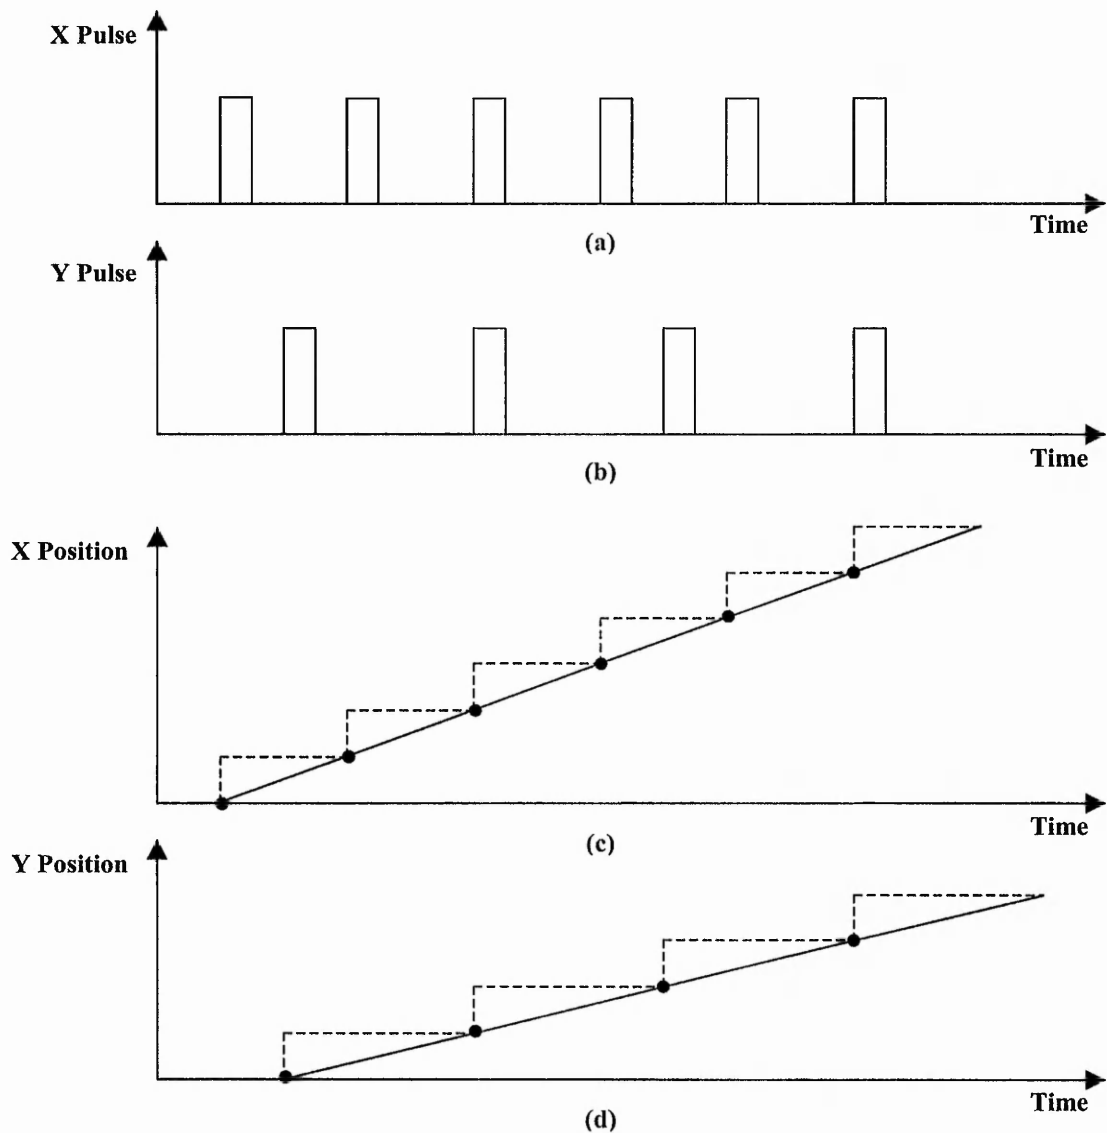 X Pulse
Time
(a)
Y Pulse
Time
(b)
X Position
Time
(c)
Y Position
Time
(d)